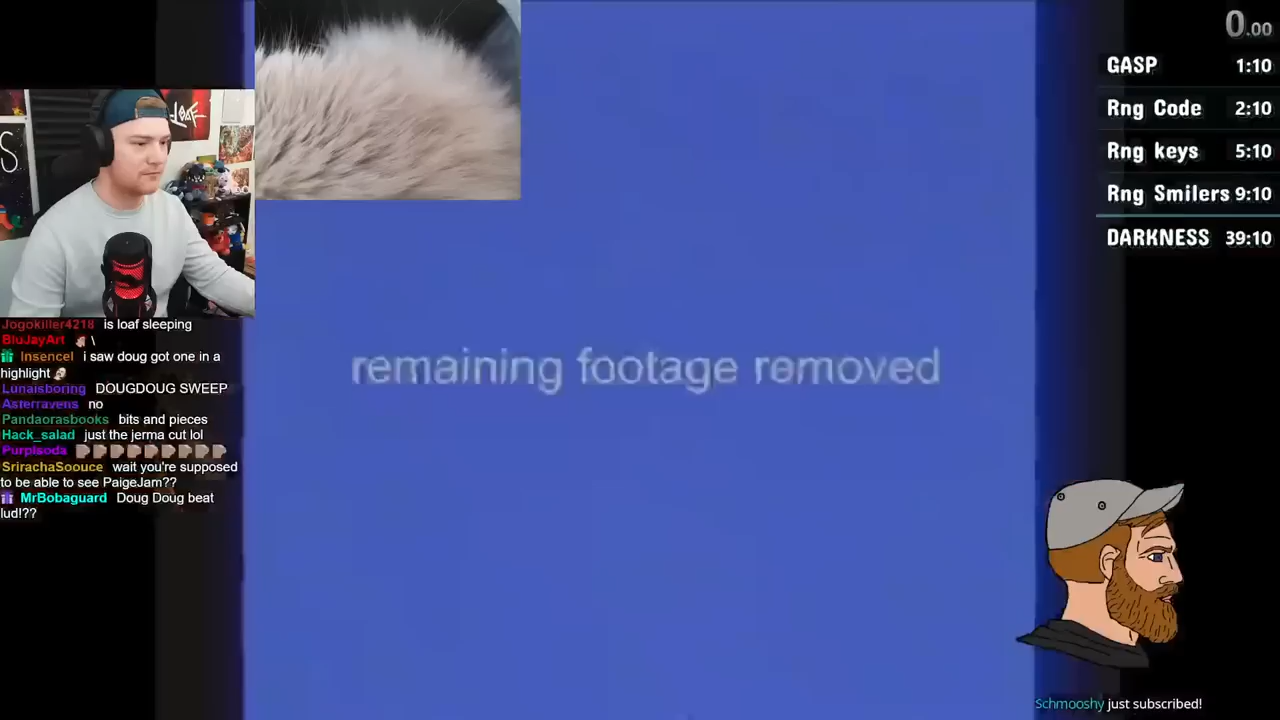 0.00
GASP 1:10
Rng Code 2:10
Rng keys 5:10
Rng Smilers 9:10
DARKNESS 39:10
LOAF
S
Jogokiller4218 is loaf sleeping
BluJayArt \
Insencel i saw doug got one in a
highlight
Lunaisboring DOUGDOUG SWEEP
Asterravens no
Pandaorasbooks bits and pieces
Hack_salad just the jerma cut lol
Purpisoda
SrirachaSoouce wait you're supposed
to be able to see PaigeJam??
MrBobaguard Doug Doug beat
lud!??
remaining footage removed
Schmooshy just subscribed!